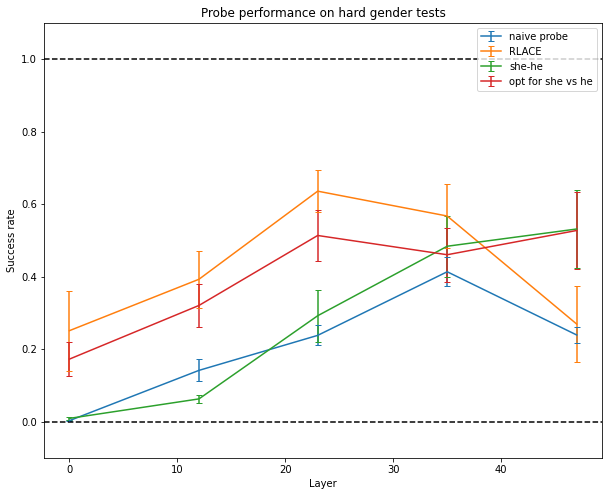 Probe performance on hard gender tests
naive probe
RLACE
she-he
opt for she vs he
Success rate
1.0
0.8
0.6
0.4
0.2
0.0
0
10
20
30
40
Layer